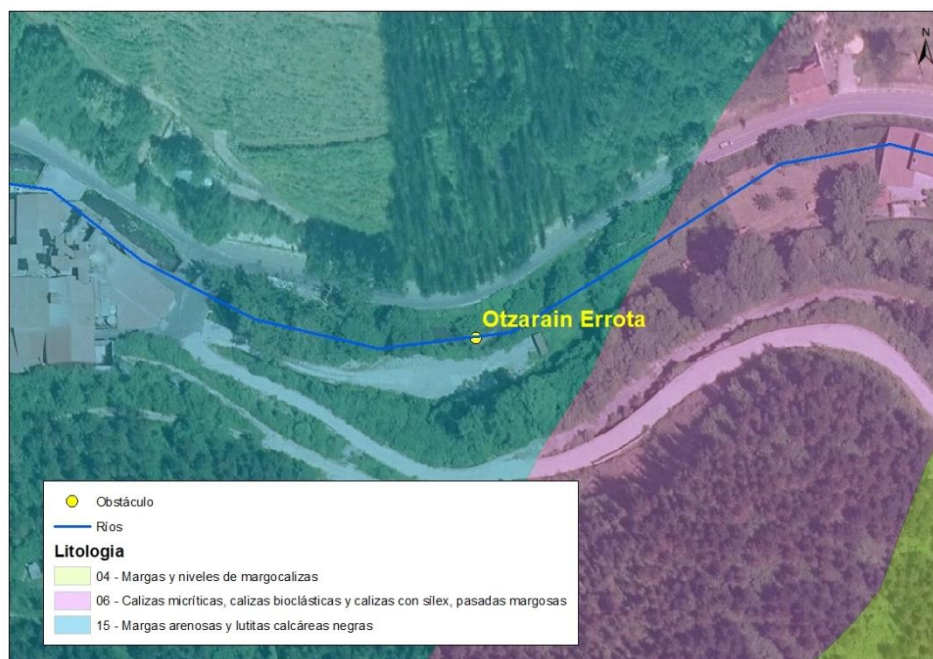 N
Otzarain Errota
Obstáculo
Ríos
Litologia
04 - Margas y niveles de margocalizas
06 - Calizas micríticas, calizas bioclásticas y calizas con sílex, pasadas margosas
15 - Margas arenosas y lutitas calcáreas negras